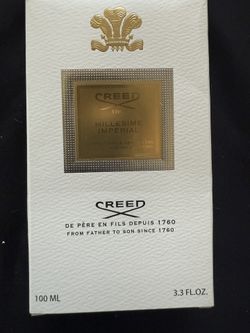 CREED
MILLESIME
IMPERIAL
CREED
DE PÈRE EN FILS DEPUIS 1760
FROM FATHER TO SON SINCE 1760
100 ML
3.3 FL.OZ.